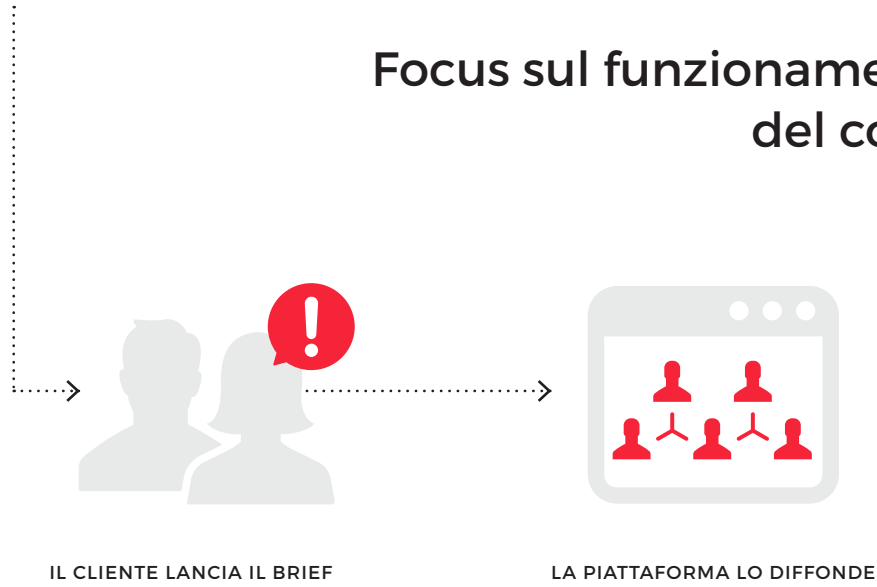 Focus sul funzioname
del co
IL CLIENTE LANCIA IL BRIEF
LA PIATTAFORMA LO DIFFONDE